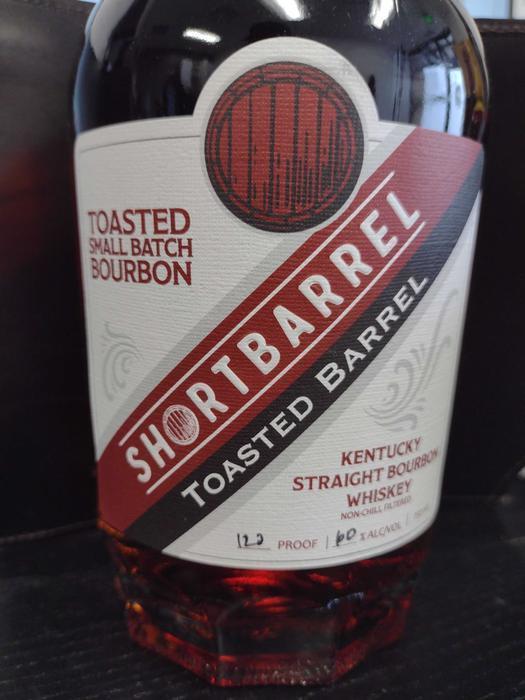 TOASTED
SMALL BATCH
BOURBON
SHORTBARREL
TOASTED BARREL
KENTUCKY
STRAIGHT BOURBON
WHISKEY
NON-CHILL FILTERED
120 PROOF | 60 % ALC/VOL |